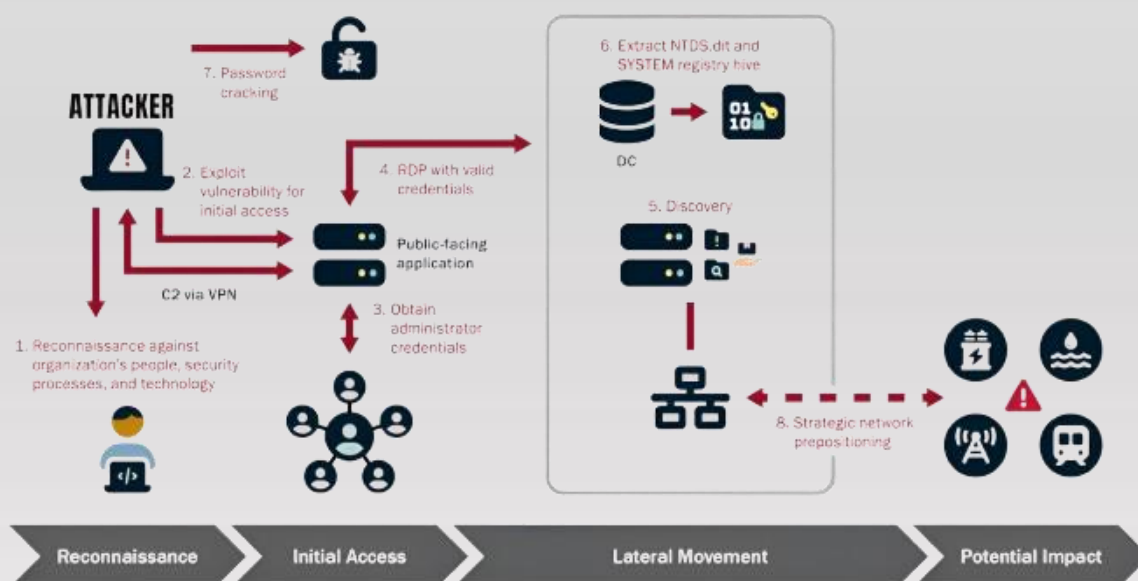 7. Password
cracking
ATTACKER
2. Exploit
vulnerability for
initial access
C2 via VPN
1. Reconnaissance against
organization's people, security
processes, and technology
</>
4. RDP with valid
credentials
Public-facing
application
3. Obtain
administrator
credentials
6. Extract NTDS.dit and
SYSTEM registry hive
01
10
DC
5. Discovery
8. Strategic network
prepositioning
Reconnaissance
Initial Access
Lateral Movement
Potential Impact